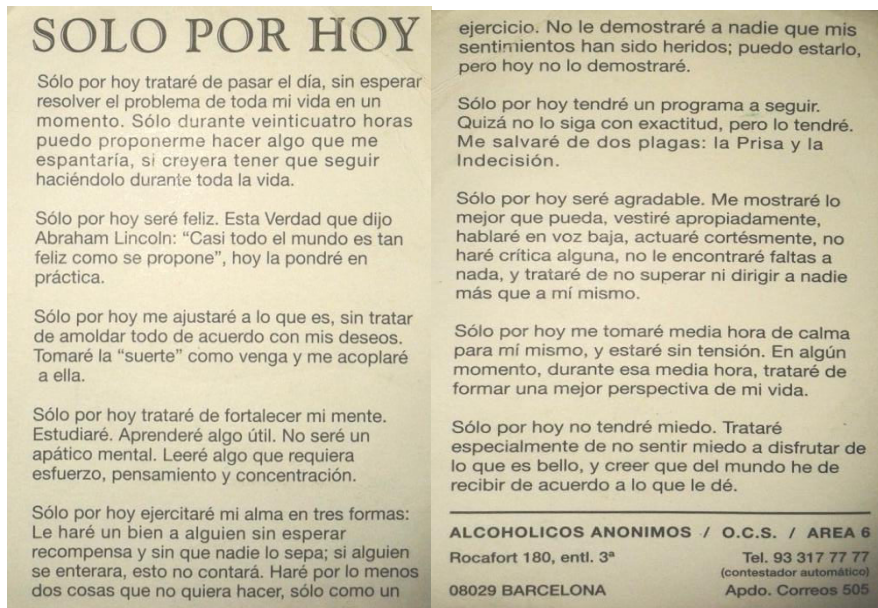 SOLO POR HOY
Sólo por hoy trataré de pasar el día, sin esperar
resolver el problema de toda mi vida en un
momento. Sólo durante veinticuatro horas
puedo proponerme hacer algo que me
espantaría, si creyera tener que seguir
haciéndolo durante toda la vida.
Sólo por hoy seré feliz. Esta Verdad que dijo
Abraham Lincoln: “Casi todo el mundo es tan
feliz como se propone”, hoy la pondré en
práctica.
Sólo por hoy me ajustaré a lo que es, sin tratar
de amoldar todo de acuerdo con mis deseos.
Tomaré la “suerte” como venga y me acoplaré
a ella.
Sólo por hoy trataré de fortalecer mi mente.
Estudiaré. Aprenderé algo útil. No seré un
apático mental. Leeré algo que requiera
esfuerzo, pensamiento y concentración.
Sólo por hoy ejercitaré mi alma en tres formas:
Le haré un bien a alguien sin esperar
recompensa y sin que nadie lo sepa; si alguien
se enterara, esto no contará. Haré por lo menos
dos cosas que no quiera hacer, sólo como un
ejercicio. No le demostraré a nadie que mis
sentimientos han sido heridos; puedo estarlo,
pero hoy no lo demostraré.
Sólo por hoy tendré un programa a seguir.
Quizá no lo siga con exactitud, pero lo tendré.
Me salvaré de dos plagas: la Prisa y la
Indecisión.
Sólo por hoy seré agradable. Me mostraré lo
mejor que pueda, vestiré apropiadamente,
hablaré en voz baja, actuaré cortésmente, no
haré crítica alguna, no le encontraré faltas a
nada, y trataré de no superar ni dirigir a nadie
más que a mí mismo.
Sólo por hoy me tomaré media hora de calma
para mí mismo, y estaré sin tensión. En algún
momento, durante esa media hora, trataré de
formar una mejor perspectiva de mi vida.
Sólo por hoy no tendré miedo. Trataré
especialmente de no sentir miedo a disfrutar de
lo que es bello, y creer que del mundo he de
recibir de acuerdo a lo que le dé.
ALCOHOLICOS ANONIMOS / O.C.S. / AREA 6
Rocafort 180, entl. 3ª Tel. 93 317 77 77
(contestador automático)
08029 BARCELONA Apdo. Correos 505